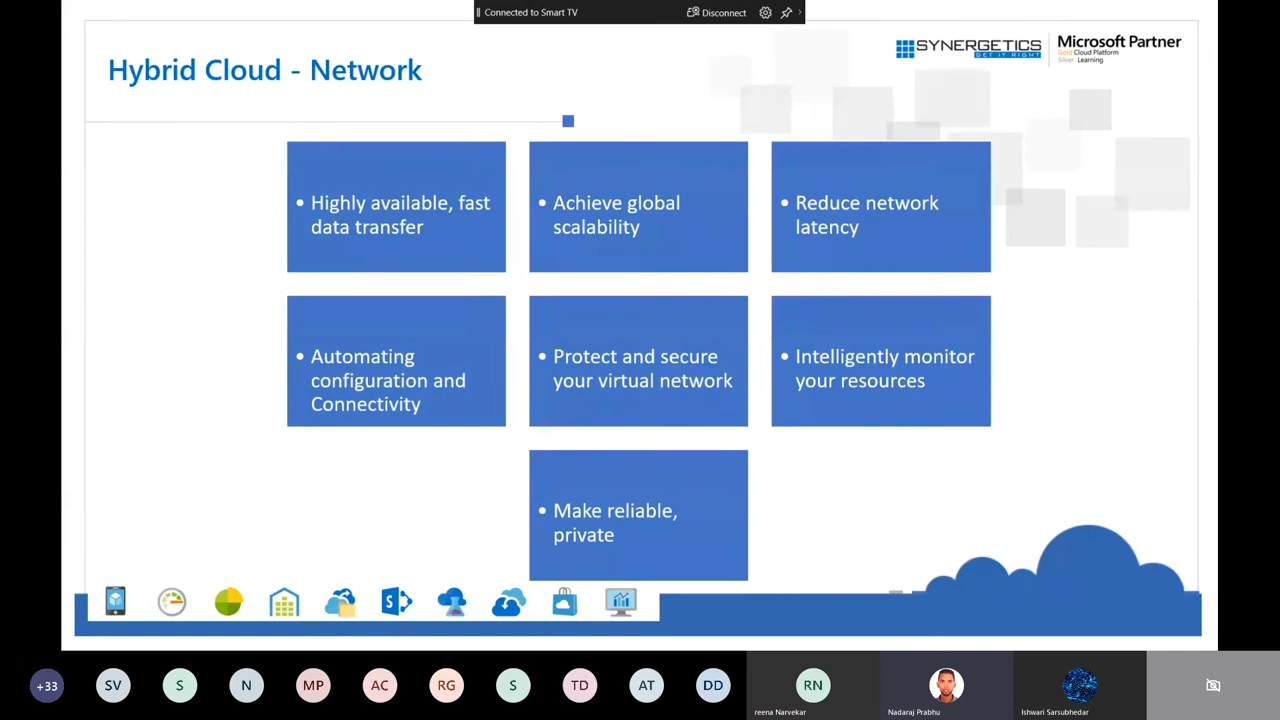 Connected to Smart TV
Disconnect
Hybrid Cloud - Network
SYNERGETICS
GET IT RIGHT
Microsoft Partner
Gold Cloud Platform
Silver Learning
• Highly available, fast
data transfer
• Achieve global
scalability
• Reduce network
latency
• Automating
configuration and
Connectivity
• Protect and secure
your virtual network
• Intelligently monitor
your resources
• Make reliable,
private
S
+33
SV
S
N
MP
AC
RG
S
TD
AT
DD
RN
reena Narvekar
Nadaraj Prabhu
Ishwari Sarsubhedar